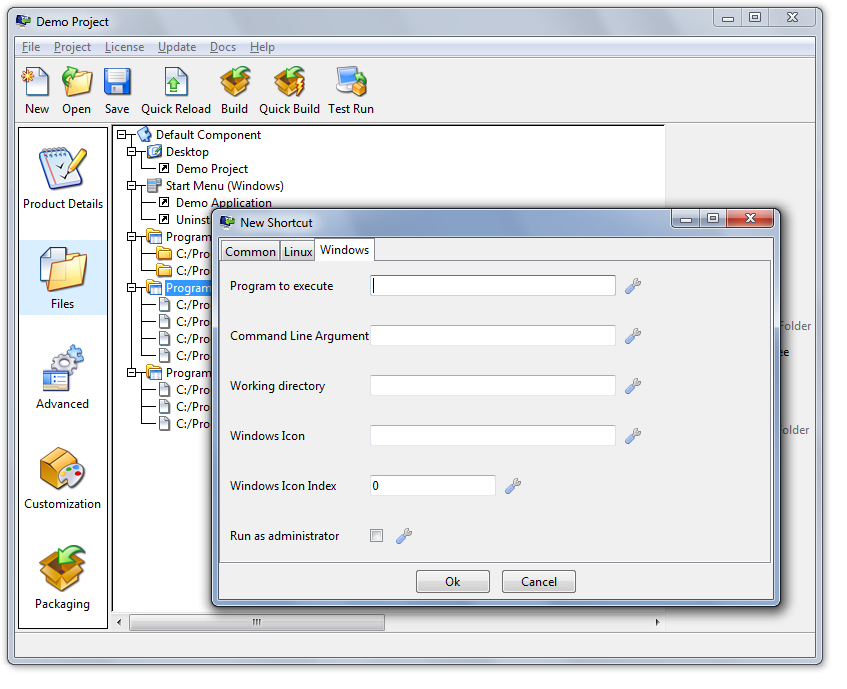 Demo Project
File Project License Update Docs Help
New Open Save Quick Reload Build Quick Build Test Run
Product Details
Files
Advanced
Customization
Packaging
Default Component
Desktop
Demo Project
Start Menu (Windows)
Demo Application
Uninst
Program
C:/Pro
C:/Pro
Program
C:/Pro
C:/Pro
C:/Pro
C:/Pro
Program
C:/Pro
C:/Pro
C:/Pro
New Shortcut
Common Linux Windows
Program to execute
Command Line Argument
Working directory
Windows Icon
Windows Icon Index 0
Run as administrator
Ok Cancel
Folder
ee
older